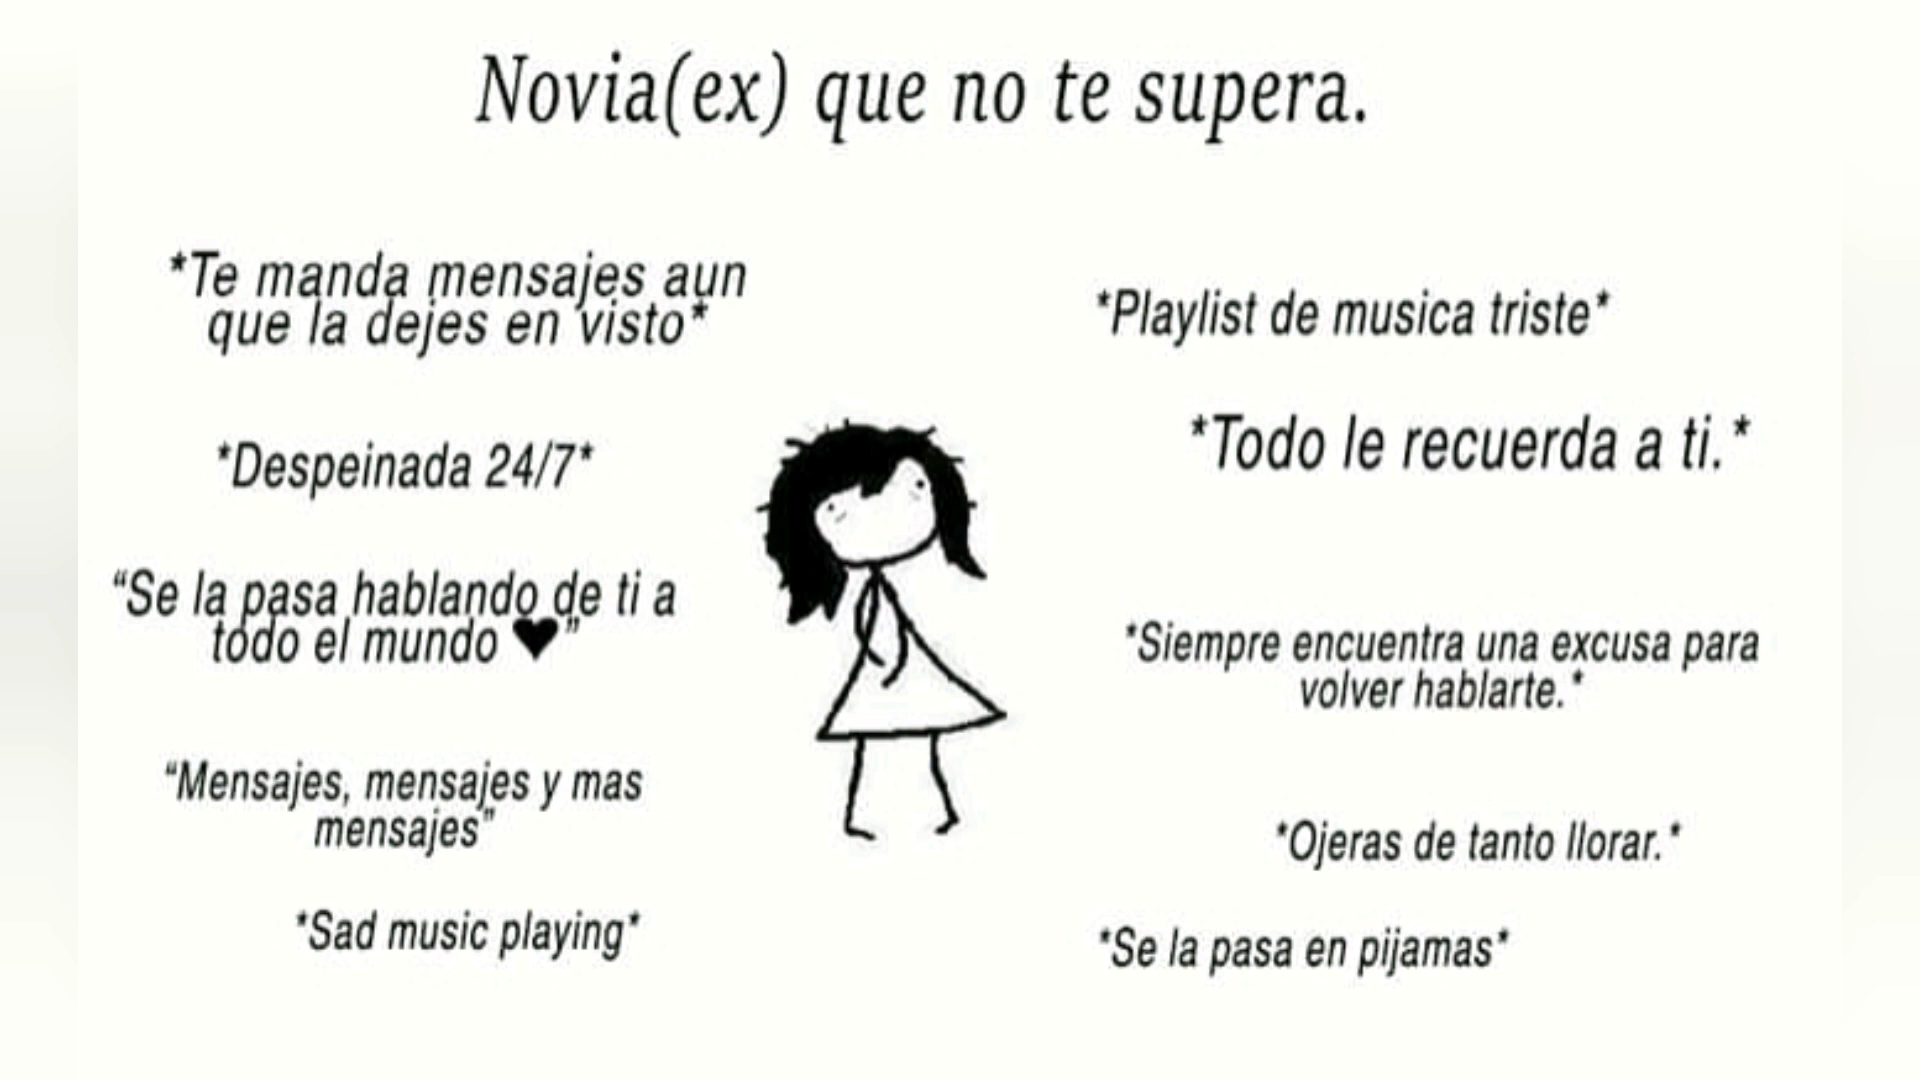 Novia(ex) que no te supera.
*Te manda mensajes aun
que la dejes en visto*
*Despeinada 24/7*
“Se la pasa hablando de ti a
todo el mundo ♥”
“Mensajes, mensajes y mas
mensajes”
*Sad music playing*
*Playlist de musica triste*
*Todo le recuerda a ti.*
*Siempre encuentra una excusa para
volver hablarte.*
*Ojeras de tanto llorar.*
*Se la pasa en pijamas*